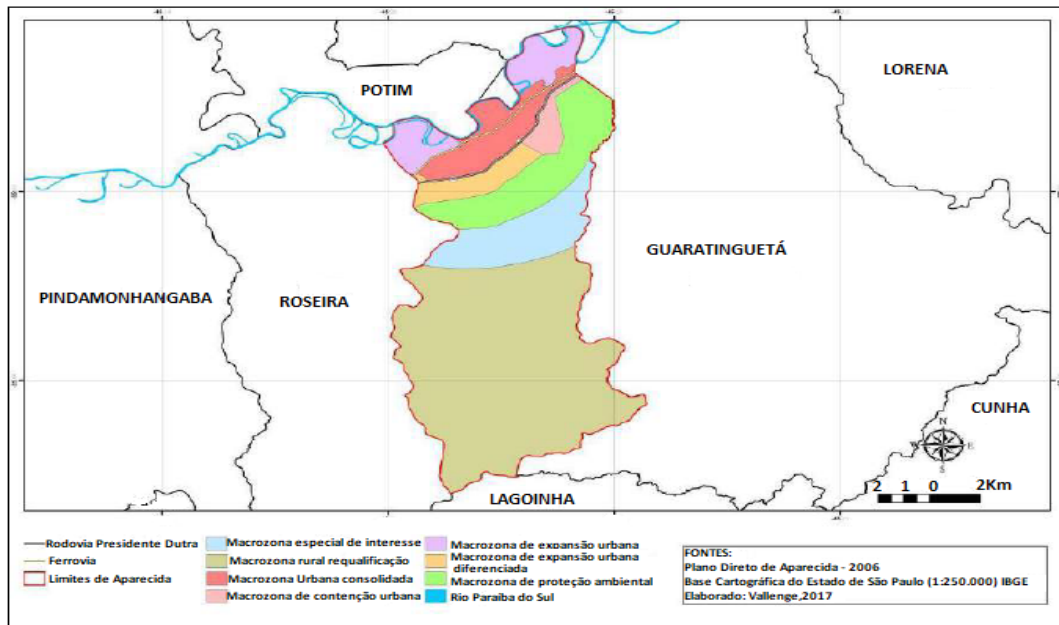 LORENA
POTIM
GUARATINGUETÁ
PINDAMONHANGABA
ROSEIRA
CUNHA
N
W
E
S
LAGOINHA
2 1 0 2Km
Rodovia Presidente Dutra
Ferrovia
Limites de Aparecida
Macrozona especial de interesse
Macrozona rural requalificação
Macrozona Urbana consolidada
Macrozona de contenção urbana
Macrozona de expansão urbana
Macrozona de expansão urbana
diferenciada
Macrozona de proteção ambiental
Rio Paraíba do Sul
FONTES:
Plano Direto de Aparecida - 2006
Base Cartográfica do Estado de São Paulo (1:250.000) IBGE
Elaborado: Vallenge,2017